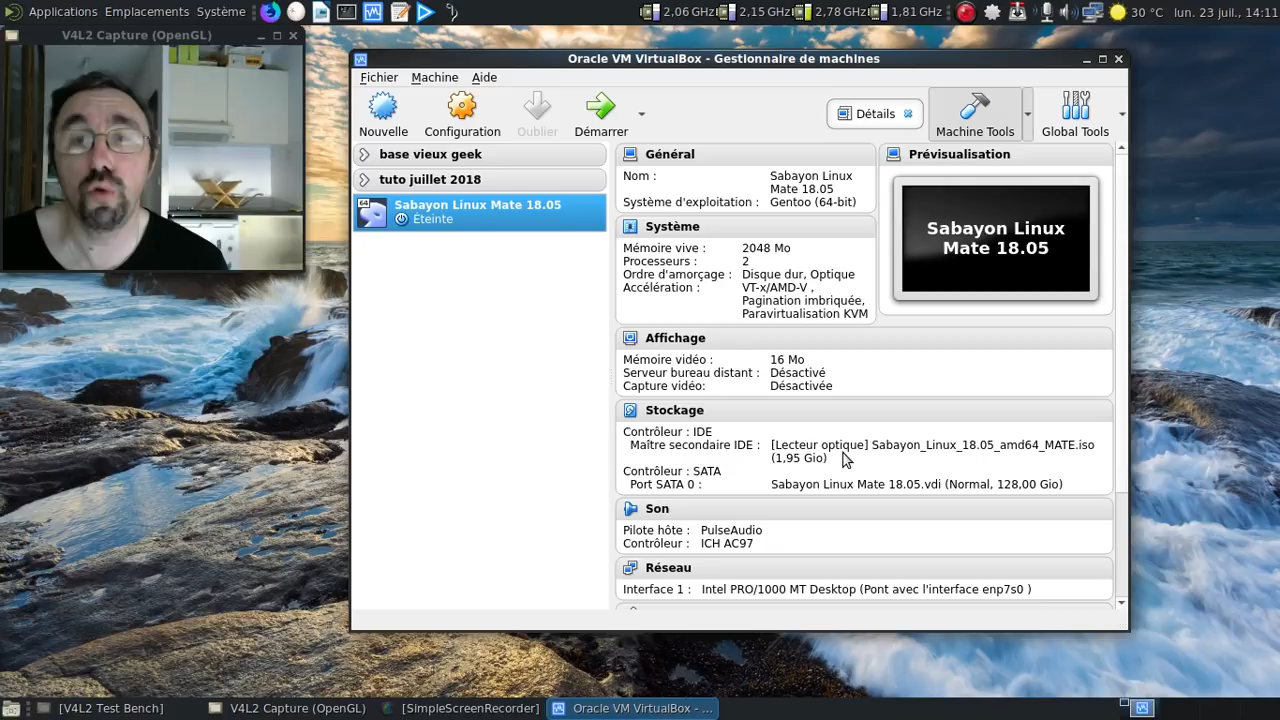 Applications Emplacements Système
2,06 GHz 2,15 GHz 2,78 GHz 1,81 GHz 30 °C lun. 23 juil., 14:11
V4L2 Capture (OpenGL)
Oracle VM VirtualBox - Gestionnaire de machines
Fichier Machine Aide
Nouvelle Configuration Oublier Démarrer Détails Machine Tools Global Tools
base vieux geek
tuto juillet 2018
64 Sabayon Linux Mate 18.05
Éteinte
Général
Nom : Sabayon Linux
Mate 18.05
Système d'exploitation : Gentoo (64-bit)
Système
Mémoire vive : 2048 Mo
Processeurs : 2
Ordre d'amorçage : Disque dur, Optique
Accélération : VT-x/AMD-V ,
Pagination imbriquée,
Paravirtualisation KVM
Prévisualisation
Sabayon Linux
Mate 18.05
Affichage
Mémoire vidéo : 16 Mo
Serveur bureau distant : Désactivé
Capture vidéo: Désactivée
Stockage
Contrôleur : IDE
Maître secondaire IDE : [Lecteur optique] Sabayon_Linux_18.05_amd64_MATE.iso
(1,95 Gio)
Contrôleur : SATA
Port SATA 0 : Sabayon Linux Mate 18.05.vdi (Normal, 128,00 Gio)
Son
Pilote hôte : PulseAudio
Contrôleur : ICH AC97
Réseau
Interface 1 : Intel PRO/1000 MT Desktop (Pont avec l'interface enp7s0 )
[V4L2 Test Bench] V4L2 Capture (OpenGL) [SimpleScreenRecorder] Oracle VM VirtualBox - ...